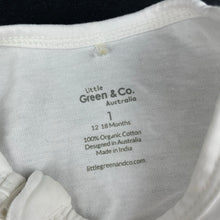 Little
Green & Co.
Australia
1
12-18 Months
100% Organic Cotton
Designed in Australia
Made in India
littlegreenandco.com